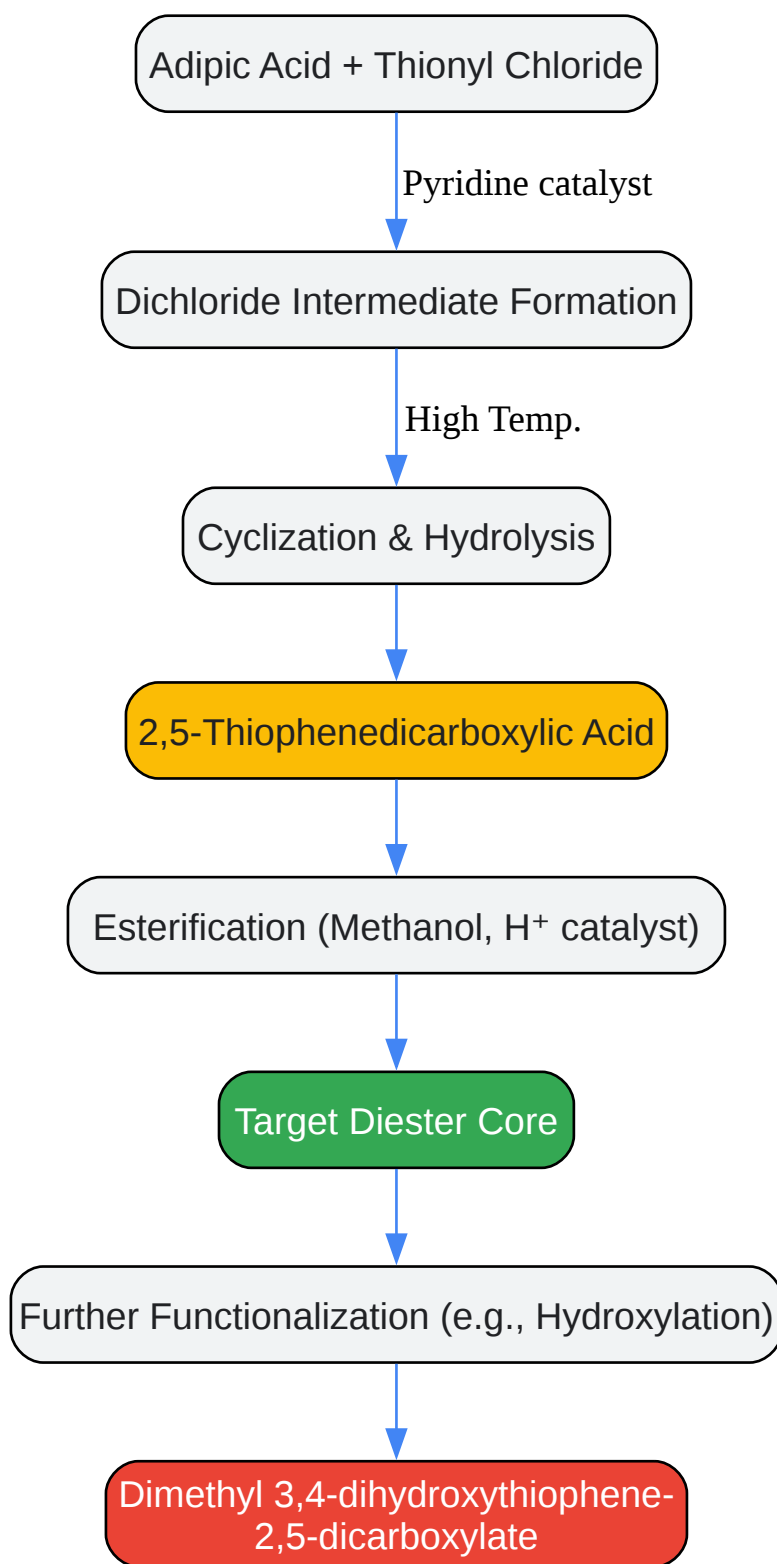 Adipic Acid + Thionyl Chloride
Pyridine catalyst
Dichloride Intermediate Formation
High Temp.
Cyclization & Hydrolysis
2,5-Thiophenedicarboxylic Acid
Esterification (Methanol, H⁺ catalyst)
Target Diester Core
Further Functionalization (e.g., Hydroxylation)
Dimethyl 3,4-dihydroxythiophene-
2,5-dicarboxylate